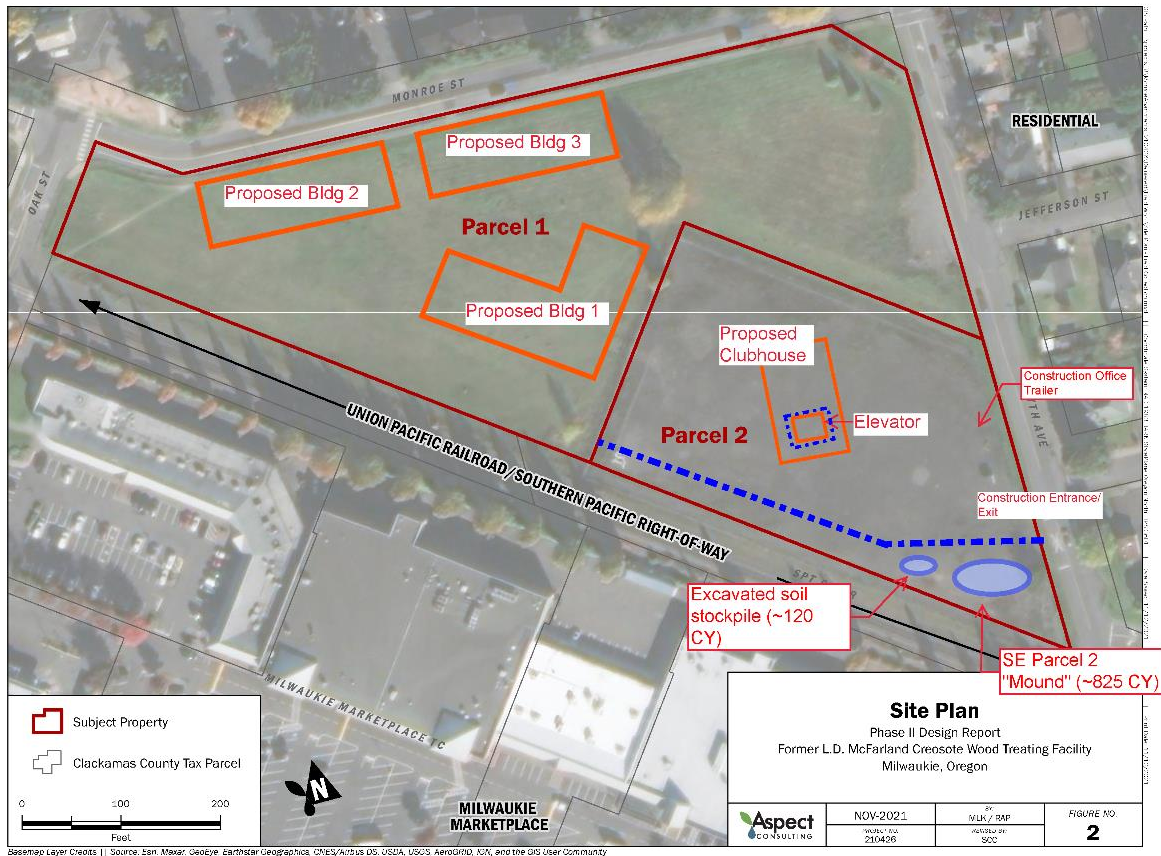 MONROE ST
OAK ST
RESIDENTIAL
JEFFERSON ST
Proposed Bldg 3
Proposed Bldg 2
Parcel 1
Proposed Bldg 1
Proposed
Clubhouse
Construction Office
Trailer
TH AVE
Elevator
Parcel 2
UNION PACIFIC RAILROAD/SOUTHERN PACIFIC RIGHT-OF-WAY
Construction Entrance/
Exit
Excavated soil
stockpile (~120
CY)
SE Parcel 2
"Mound" (~825 CY)
MILWAUKIE MARKETPLACE TC
MILWAUKIE
MARKETPLACE
Subject Property
Clackamas County Tax Parcel
0 100 200
Feet
N
Site Plan
Phase II Design Report
Former L.D. McFarland Creosote Wood Treating Facility
Milwaukie, Oregon
Aspect
CONSULTING
NOV-2021
PROJECT NO.
210426
BY:
MLK / RAP
REVISED BY:
SCC
FIGURE NO.
2
Basemap Layer Credits || Source: Esri, Maxar, GeoEye, Earthstar Geographics, CNES/Airbus DS, USDA, USGS, AeroGRID, IGN, and the GIS User Community